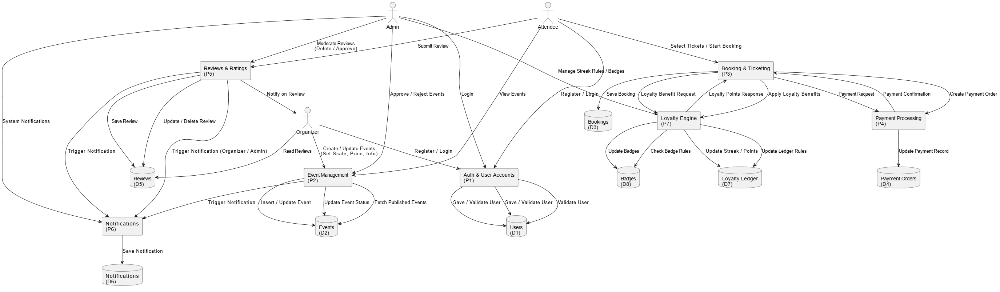 Admin
Attendee
Moderate Reviews
(Delete / Approve)
Submit Review
Select Tickets / Start Booking
Reviews & Ratings
(P5)
Manage Streak Rules / Badges
Booking & Ticketing
(P3)
Notify on Review
Approve / Reject Events
Login
View Events
Register / Login
Save Booking
Loyalty Benefit Request
Loyalty Points Response
Apply Loyalty Benefits
Payment Request
Payment Confirmation
Create Payment Order
System Notifications
Save Review
Update / Delete Review
Organizer
Bookings
(D3)
Loyalty Engine
(P7)
Payment Processing
(P4)
Trigger Notification
Trigger Notification (Organizer / Admin)
Read Reviews
Create / Update Events
(Set Scale, Price, Info)
Register / Login
Update Badges
Check Badge Rules
Update Streak / Points
Update Ledger Rules
Update Payment Record
Reviews
(D5)
Event Management
(P2)
Auth & User Accounts
(P1)
Badges
(D8)
Loyalty Ledger
(D7)
Payment Orders
(D4)
Trigger Notification
Insert / Update Event
Update Event Status
Fetch Published Events
Save / Validate User
Save / Validate User
Validate User
Notifications
(P6)
Events
(D2)
Users
(D1)
Save Notification
Notifications
(D6)